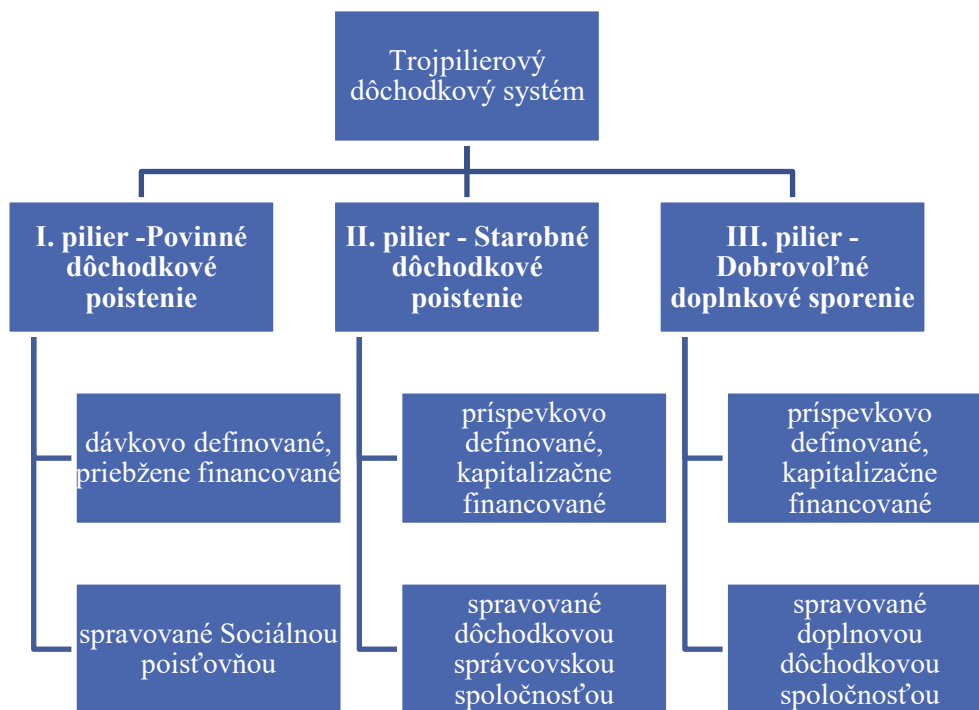 Trojpilierový
dôchodkový systém
I. pilier -Povinné
dôchodkové
poistenie
dávkovo definované,
priebžene financované
spravované Sociálnou
poisťovňou
II. pilier - Starobné
dôchodkové
poistenie
príspevkovo
definované,
kapitalizačne
financované
spravované
dôchodkovou
správcovskou
spoločnosťou
III. pilier -
Dobrovoľné
doplnkové sporenie
príspevkovo
definované,
kapitalizačne
financované
spravované
doplnovou
dôchodkovou
spoločnosťou